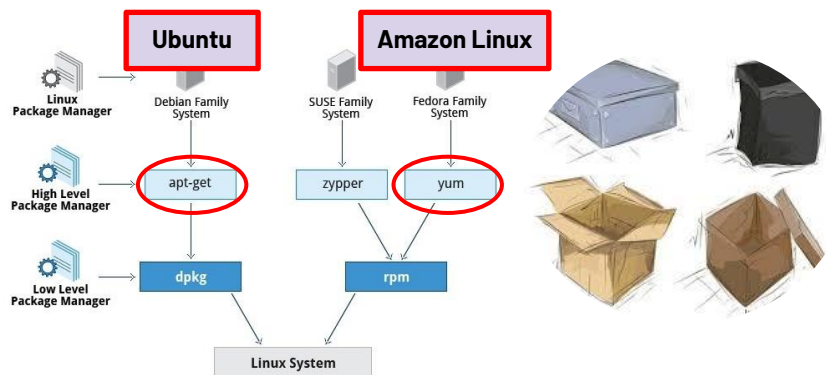 Ubuntu
Amazon Linux
Linux
Package Manager
Debian Family
System
SUSE Family
System
Fedora Family
System
High Level
Package Manager
apt-get
zypper
yum
Low Level
Package Manager
dpkg
rpm
Linux System